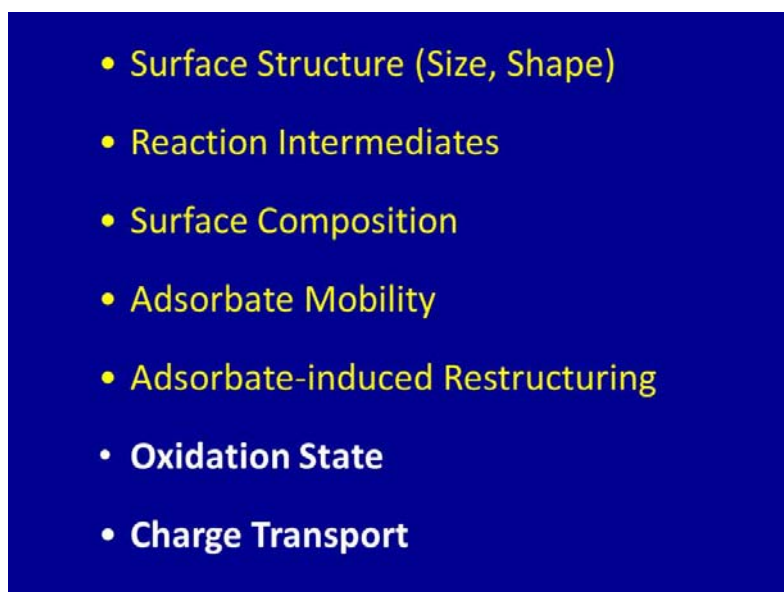 • Surface Structure (Size, Shape)
• Reaction Intermediates
• Surface Composition
• Adsorbate Mobility
• Adsorbate-induced Restructuring
• Oxidation State
• Charge Transport